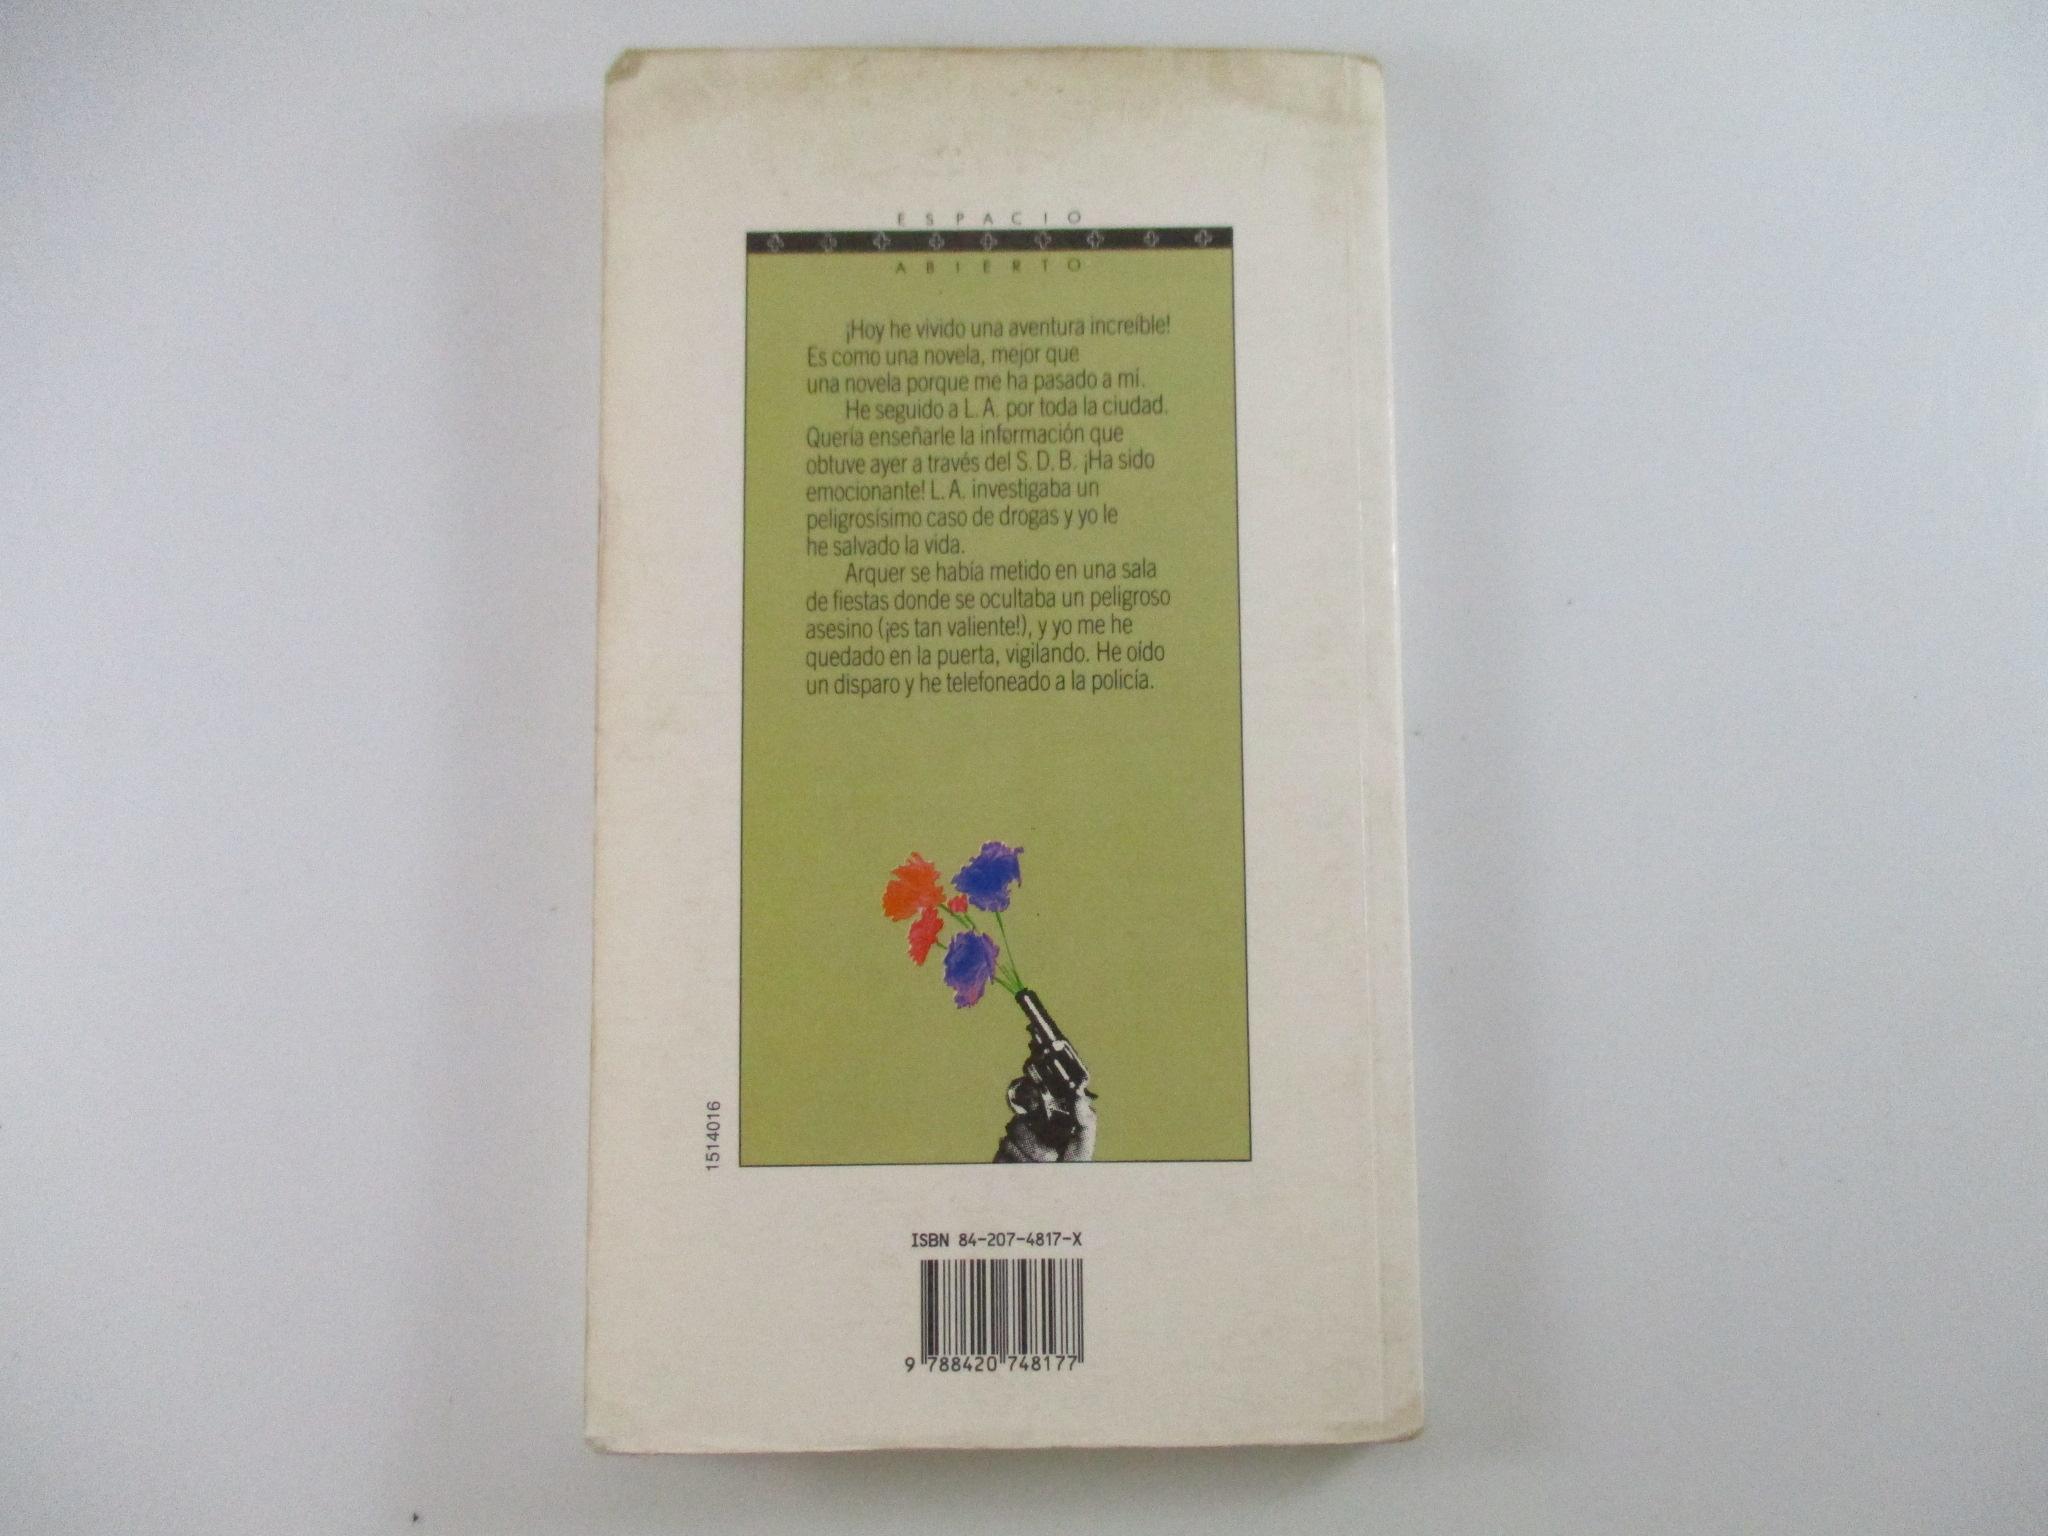 ESPACIO
ABIERTO
¡Hoy he vivido una aventura increíble!
Es como una novela, mejor que
una novela porque me ha pasado a mí.
He seguido a L. A. por toda la ciudad.
Quería enseñarle la información que
obtuve ayer a través del S. D. B. ¡Ha sido
emocionante! L. A. investigaba un
peligrosísimo caso de drogas y yo le
he salvado la vida.
Arquer se había metido en una sala
de fiestas donde se ocultaba un peligroso
asesino (¡es tan valiente!), y yo me he
quedado en la puerta, vigilando. He oído
un disparo y he telefoneado a la policía.
1514016
ISBN 84-207-4817-X
9 788420 748177